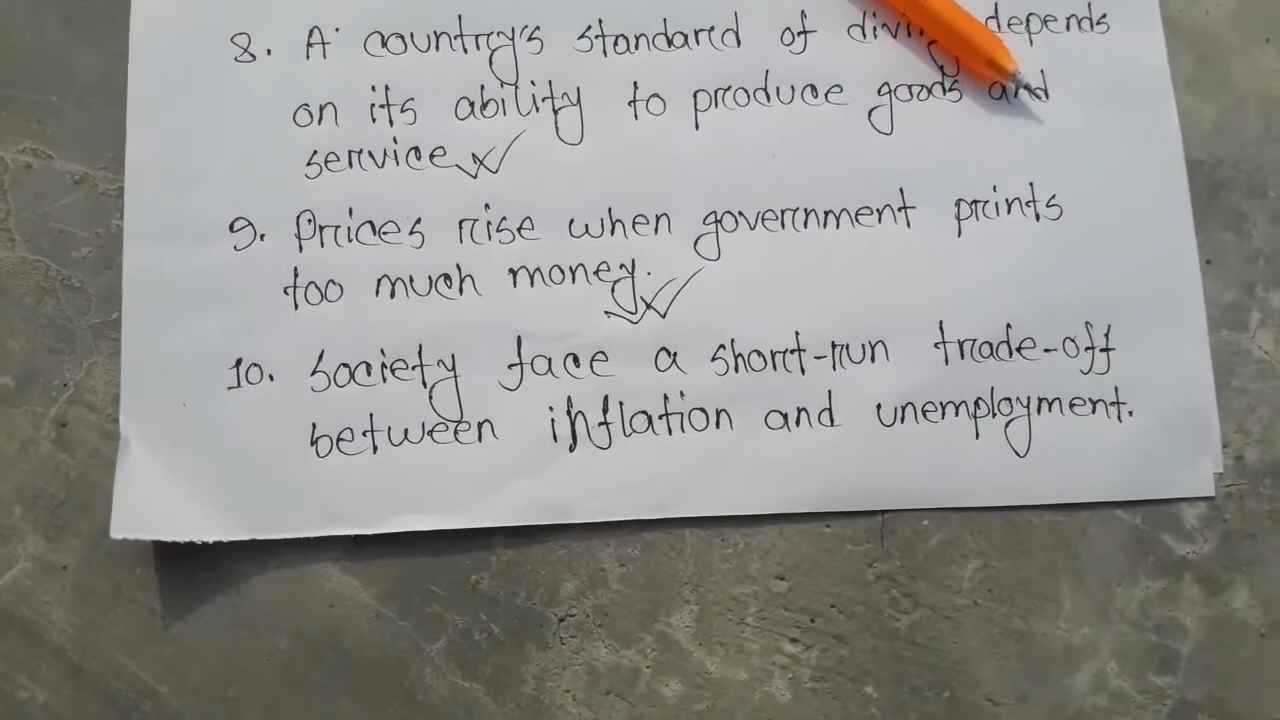 8. A country's standard of diving depends
on its ability to produce goods and
service
9. Prices rise when government prints
too much money.
10. Society face a short-run trade-off
between inflation and unemployment.